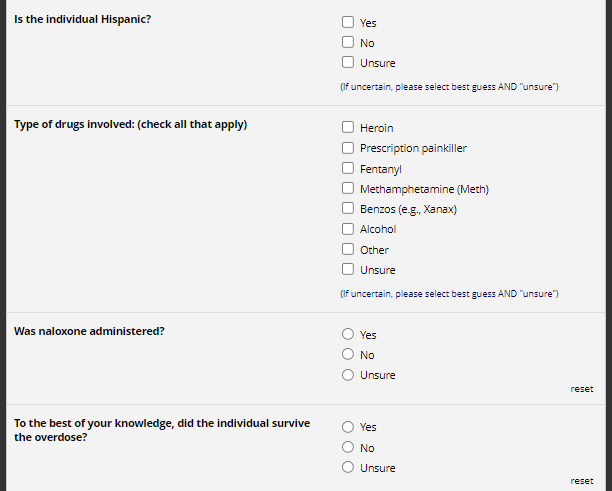 Is the individual Hispanic?
Yes
No
Unsure
(If uncertain, please select best guess AND "unsure")
Type of drugs involved: (check all that apply)
Heroin
Prescription painkiller
Fentanyl
Methamphetamine (Meth)
Benzos (e.g., Xanax)
Alcohol
Other
Unsure
(If uncertain, please select best guess AND "unsure")
Was naloxone administered?
Yes
No
Unsure
reset
To the best of your knowledge, did the individual survive
the overdose?
Yes
No
Unsure
reset